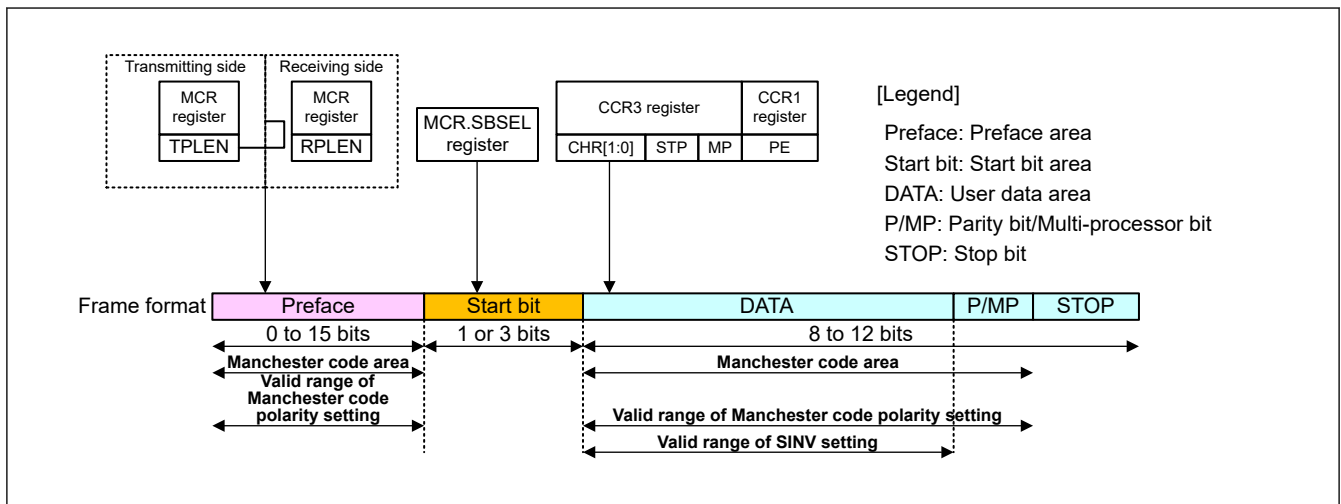 Transmitting side
Receiving side
MCR
register
TPLEN
MCR
register
RPLEN
MCR.SBSEL
register
CCR3 register
CCR1
register
CHR[1:0]
STP
MP
PE
[Legend]
Preface: Preface area
Start bit: Start bit area
DATA: User data area
P/MP: Parity bit/Multi-processor bit
STOP: Stop bit
Frame format
Preface
Start bit
DATA
P/MP
STOP
0 to 15 bits
1 or 3 bits
8 to 12 bits
Manchester code area
Manchester code area
Valid range of
Manchester code
polarity setting
Valid range of Manchester code polarity setting
Valid range of SINV setting